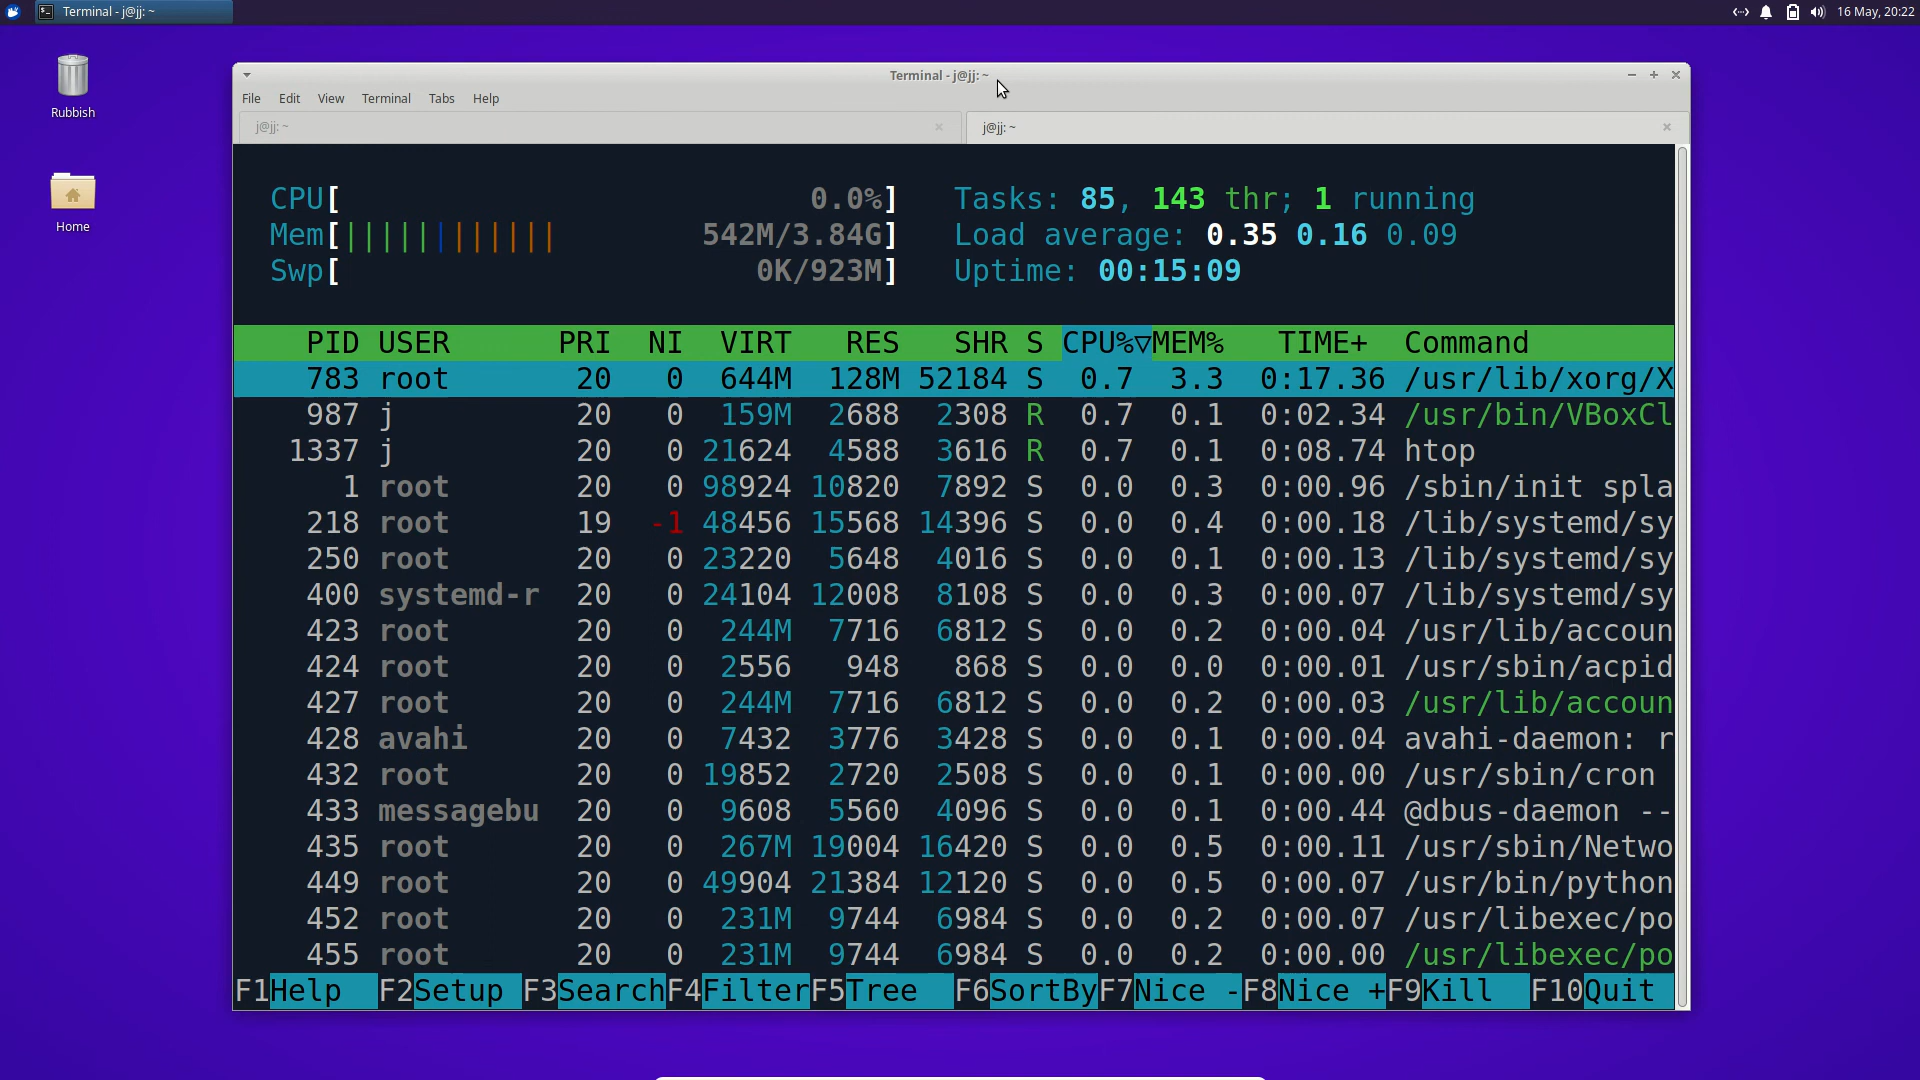 Terminal - j@jj: ~
16 May, 20:22
Rubbish
Home
Terminal - j@jj: ~
File Edit View Terminal Tabs Help
j@jj: ~
j@jj: ~
CPU[ 0.0%] Tasks: 85, 143 thr; 1 running
Mem[||||||||||||  542M/3.84G] Load average: 0.35 0.16 0.09
Swp[ 0K/923M] Uptime: 00:15:09
PID USER PRI NI VIRT RES SHR S CPU%▽MEM% TIME+ Command
783 root 20 0 644M 128M 52184 S 0.7 3.3 0:17.36 /usr/lib/xorg/X
987 j 20 0 159M 2688 2308 R 0.7 0.1 0:02.34 /usr/bin/VBoxCl
1337 j 20 0 21624 4588 3616 R 0.7 0.1 0:08.74 htop
1 root 20 0 98924 10820 7892 S 0.0 0.3 0:00.96 /sbin/init spla
218 root 19 -1 48456 15568 14396 S 0.0 0.4 0:00.18 /lib/systemd/sy
250 root 20 0 23220 5648 4016 S 0.0 0.1 0:00.13 /lib/systemd/sy
400 systemd-r 20 0 24104 12008 8108 S 0.0 0.3 0:00.07 /lib/systemd/sy
423 root 20 0 244M 7716 6812 S 0.0 0.2 0:00.04 /usr/lib/accoun
424 root 20 0 2556 948 868 S 0.0 0.0 0:00.01 /usr/sbin/acpid
427 root 20 0 244M 7716 6812 S 0.0 0.2 0:00.03 /usr/lib/accoun
428 avahi 20 0 7432 3776 3428 S 0.0 0.1 0:00.04 avahi-daemon: r
432 root 20 0 19852 2720 2508 S 0.0 0.1 0:00.00 /usr/sbin/cron
433 messagebu 20 0 9608 5560 4096 S 0.0 0.1 0:00.44 @dbus-daemon --
435 root 20 0 267M 19004 16420 S 0.0 0.5 0:00.11 /usr/sbin/Netwo
449 root 20 0 49904 21384 12120 S 0.0 0.5 0:00.07 /usr/bin/python
452 root 20 0 231M 9744 6984 S 0.0 0.2 0:00.07 /usr/libexec/po
455 root 20 0 231M 9744 6984 S 0.0 0.2 0:00.00 /usr/libexec/po
F1Help F2Setup F3SearchF4FilterF5Tree F6SortByF7Nice -F8Nice +F9Kill F10Quit